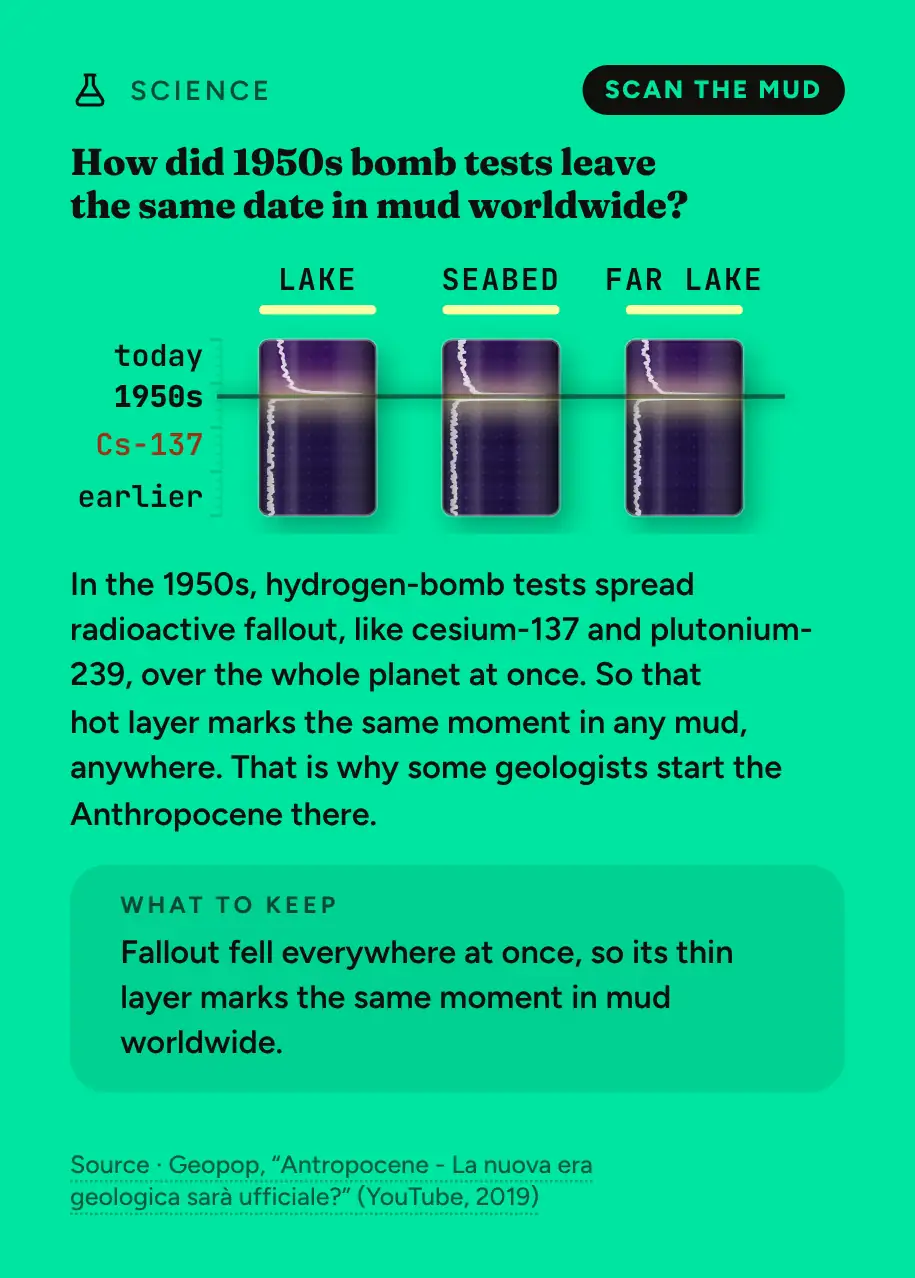 SCIENCE
SCAN THE MUD
How did 1950s bomb tests leave
the same date in mud worldwide?
LAKE SEABED FAR LAKE
today
1950s
Cs-137
earlier
In the 1950s, hydrogen-bomb tests spread
radioactive fallout, like cesium-137 and plutonium-
239, over the whole planet at once. So that
hot layer marks the same moment in any mud,
anywhere. That is why some geologists start the
Anthropocene there.
WHAT TO KEEP
Fallout fell everywhere at once, so its thin
layer marks the same moment in mud
worldwide.
Source · Geopop, “Antropocene - La nuova era
geologica sarà ufficiale?” (YouTube, 2019)